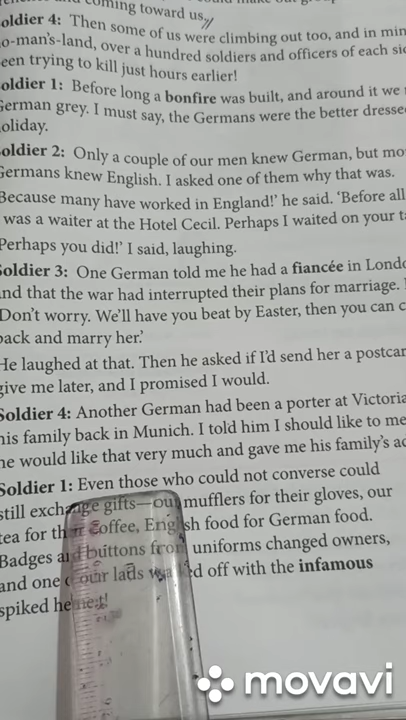 coming toward us,
oldier 4: Then some of us were climbing out too, and in min
o-man's-land, over a hundred soldiers and officers of each sid
een trying to kill just hours earlier!
oldier 1: Before long a bonfire was built, and around it we
German grey. I must say, the Germans were the better dresse
oliday.
oldier 2: Only a couple of our men knew German, but mo
Germans knew English. I asked one of them why that was.
Because many have worked in England!' he said. 'Before all
was a waiter at the Hotel Cecil. Perhaps I waited on your t
Perhaps you did!' I said, laughing.
Soldier 3: One German told me he had a fiancée in Londo
and that the war had interrupted their plans for marriage. I
Don't worry. We'll have you beat by Easter, then you can c
back and marry her.'
He laughed at that. Then he asked if I'd send her a postcar
give me later, and I promised I would.
Soldier 4: Another German had been a porter at Victoria
his family back in Munich. I told him I should like to me
he would like that very much and gave me his family's ad
Soldier 1: Even those who could not converse could
still exchange gifts—our mufflers for their gloves, our
tea for their coffee, English food for German food.
Badges and buttons from uniforms changed owners,
and one of our lads walked off with the infamous
spiked helmet!
movavi